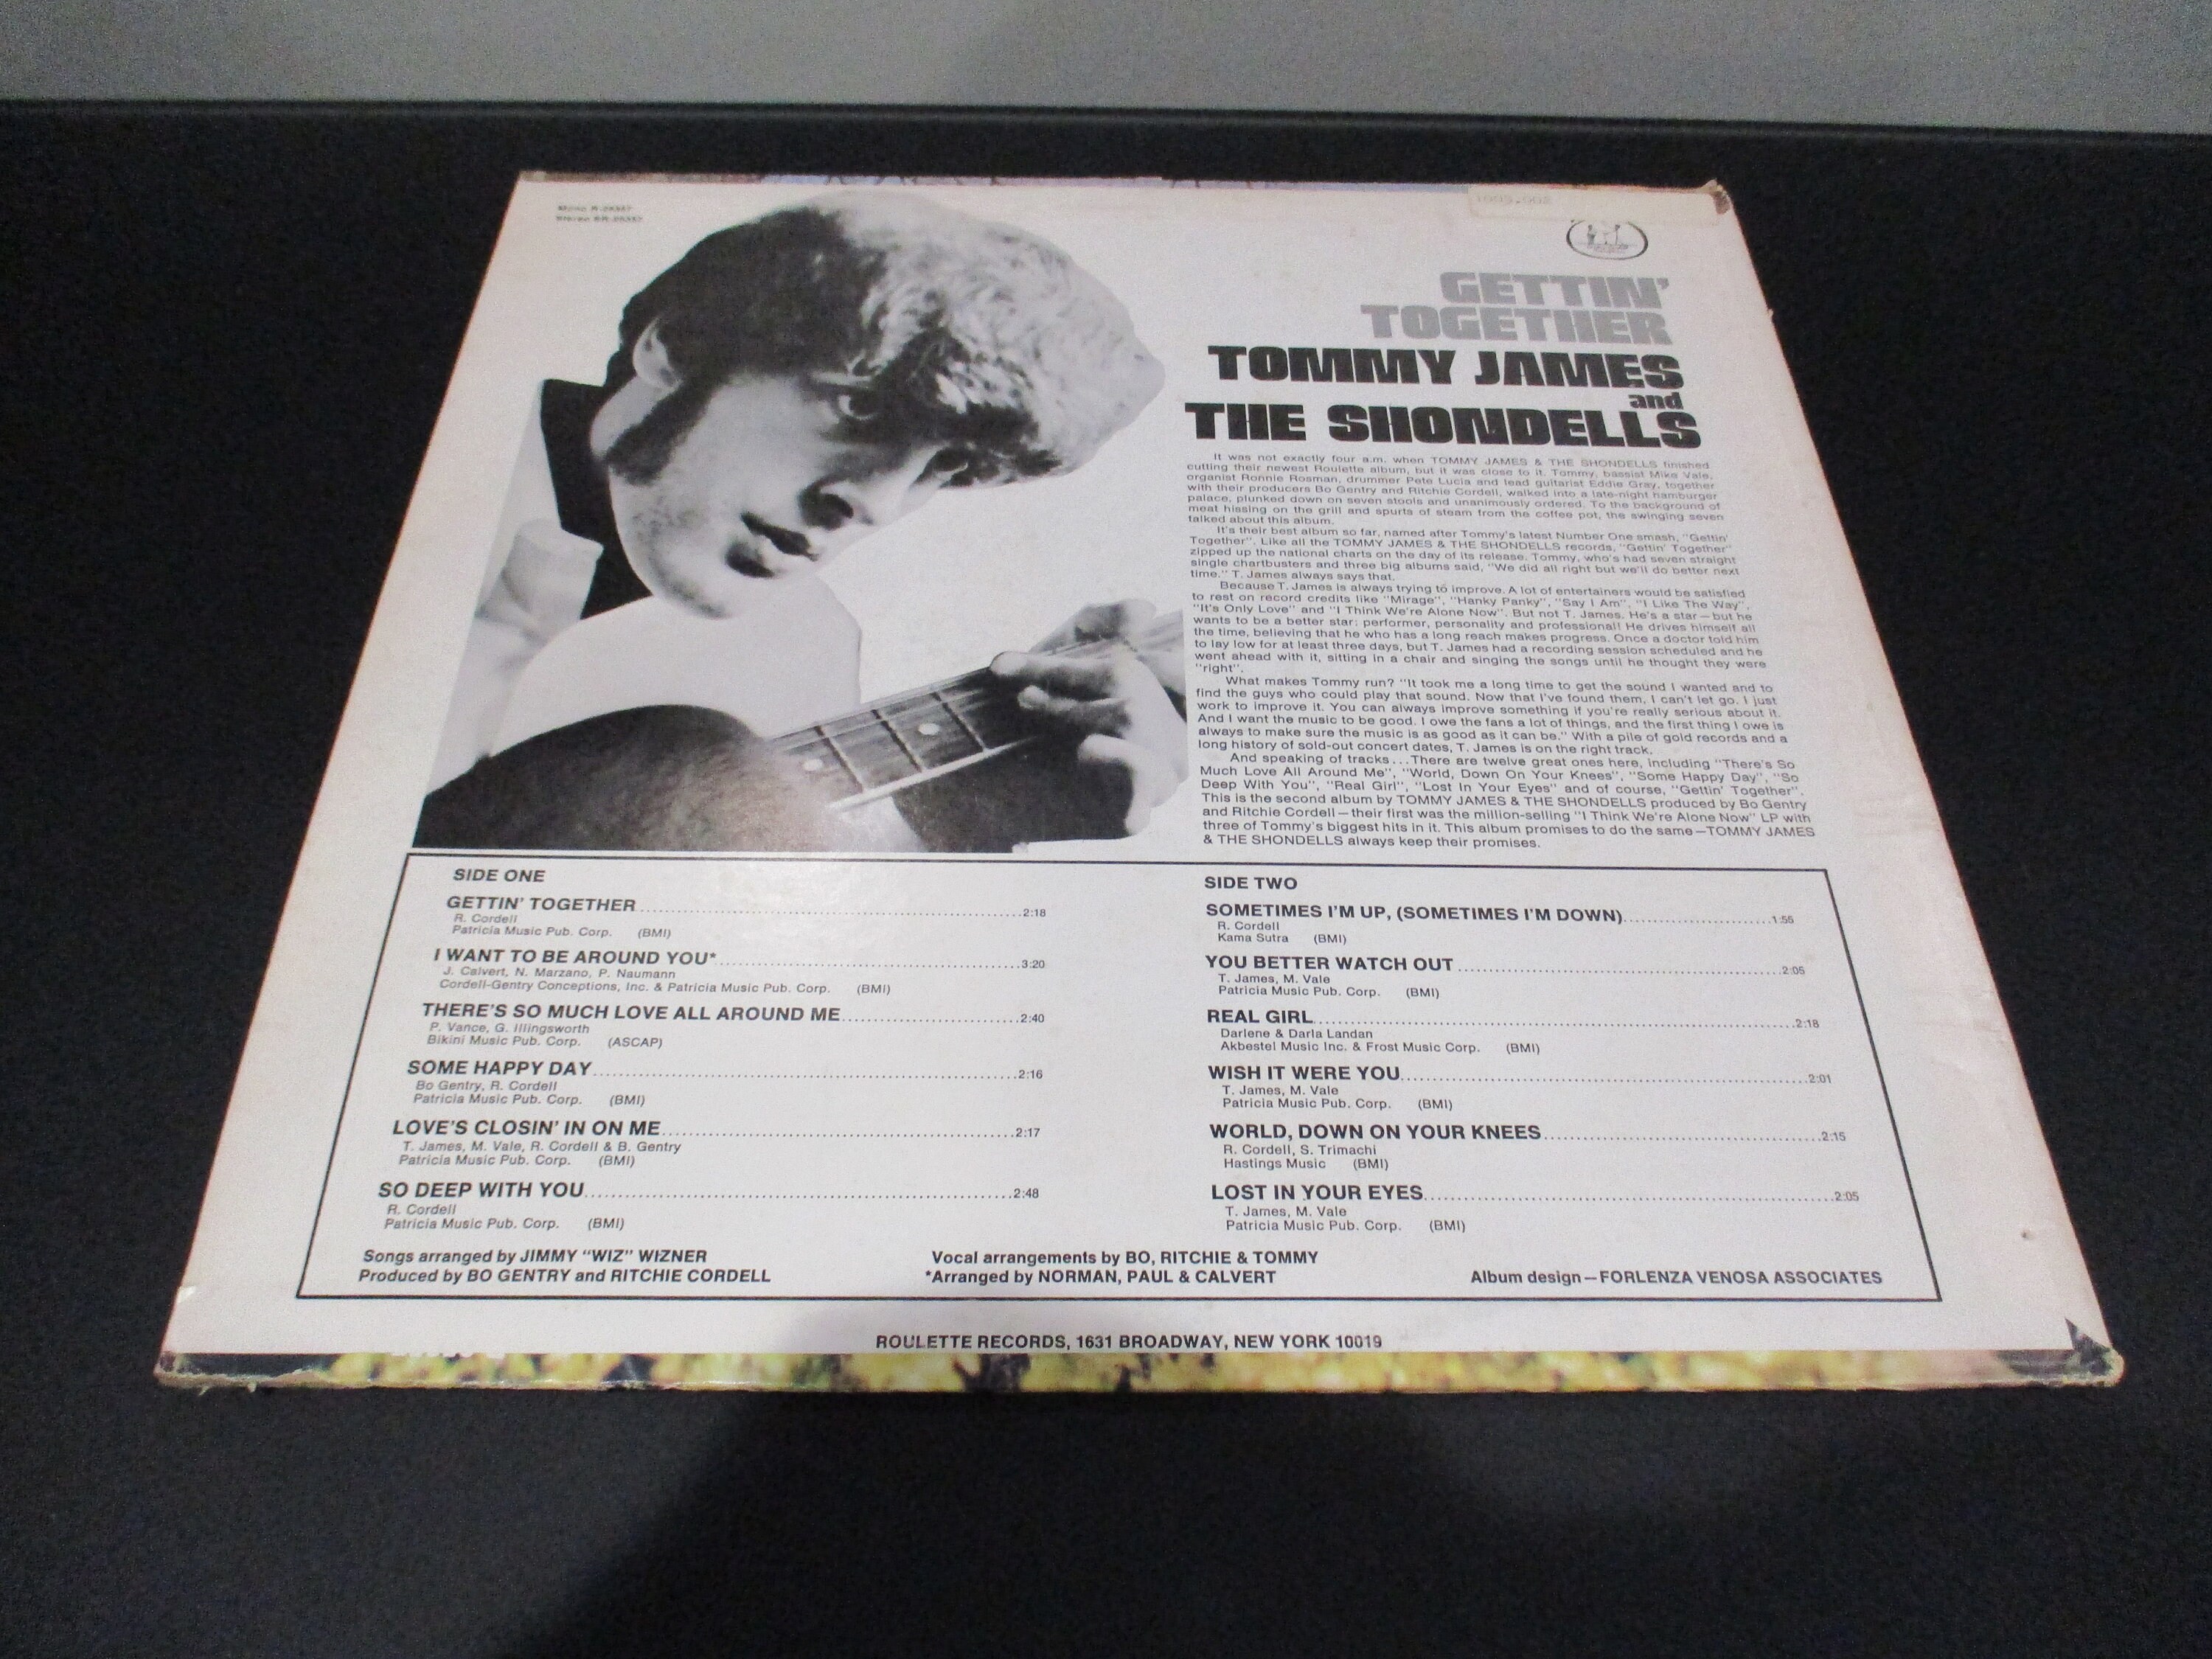 Mono R-25357
Stereo SR-25357
GETTIN'
TOGETHER
TOMMY JAMES
and
THE SHONDELLS
It was not exactly four a.m. when TOMMY JAMES & THE SHONDELLS finished
cutting their newest Roulette album, but it was close to it. Tommy, bassist Mike Vale,
organist Ronnie Rosman, drummer Pete Lucia and lead guitarist Eddie Gray, together
with their producers Bo Gentry and Ritchie Cordell, walked into a late-night hamburger
palace, plunked down on seven stools and unanimously ordered. To the background of
meat hissing on the grill and spurts of steam from the coffee pot, the swinging seven
talked about this album.
It's their best album so far, named after Tommy's latest Number One smash, "Gettin'
Together". Like all the TOMMY JAMES & THE SHONDELLS records, "Gettin' Together"
zipped up the national charts on the day of its release. Tommy, who's had seven straight
single chartbusters and three big albums said, "We did all right but we'll do better next
time." T. James always says that.
Because T. James is always trying to improve. A lot of entertainers would be satisfied
to rest on record credits like "Mirage", "Hanky Panky", "Say I Am", "I Like The Way",
"It's Only Love" and "I Think We're Alone Now". But not T. James. He's a star—but he
wants to be a better star: performer, personality and professional! He drives himself all
the time, believing that he who has a long reach makes progress. Once a doctor told him
to lay low for at least three days, but T. James had a recording session scheduled and he
went ahead with it, sitting in a chair and singing the songs until he thought they were
"right".
What makes Tommy run? "It took me a long time to get the sound I wanted and to
find the guys who could play that sound. Now that I've found them, I can't let go. I just
work to improve it. You can always improve something if you're really serious about it.
And I want the music to be good. I owe the fans a lot of things, and the first thing I owe is
always to make sure the music is as good as it can be." With a pile of gold records and a
long history of sold-out concert dates, T. James is on the right track.
And speaking of tracks...There are twelve great ones here, including "There's So
Much Love All Around Me", "World, Down On Your Knees", "Some Happy Day", "So
Deep With You", "Real Girl", "Lost In Your Eyes" and of course, "Gettin' Together".
This is the second album by TOMMY JAMES & THE SHONDELLS produced by Bo Gentry
and Ritchie Cordell—their first was the million-selling "I Think We're Alone Now" LP with
three of Tommy's biggest hits in it. This album promises to do the same—TOMMY JAMES
& THE SHONDELLS always keep their promises.
SIDE ONE
GETTIN' TOGETHER 2:18
R. Cordell
Patricia Music Pub. Corp. (BMI)
I WANT TO BE AROUND YOU* 3:20
J. Calvert, N. Marzano, P. Naumann
Cordell-Gentry Conceptions, Inc. & Patricia Music Pub. Corp. (BMI)
THERE'S SO MUCH LOVE ALL AROUND ME 2:40
P. Vance, G. Illingsworth
Bikini Music Pub. Corp. (ASCAP)
SOME HAPPY DAY 2:16
Bo Gentry, R. Cordell
Patricia Music Pub. Corp. (BMI)
LOVE'S CLOSIN' IN ON ME 2:17
T. James, M. Vale, R. Cordell & B. Gentry
Patricia Music Pub. Corp. (BMI)
SO DEEP WITH YOU 2:48
R. Cordell
Patricia Music Pub. Corp. (BMI)
SIDE TWO
SOMETIMES I'M UP, (SOMETIMES I'M DOWN) 1:55
R. Cordell
Kama Sutra (BMI)
YOU BETTER WATCH OUT 2:05
T. James, M. Vale
Patricia Music Pub. Corp. (BMI)
REAL GIRL 2:18
Darlene & Darla Landan
Akbestel Music Inc. & Frost Music Corp. (BMI)
WISH IT WERE YOU 2:01
T. James, M. Vale
Patricia Music Pub. Corp. (BMI)
WORLD, DOWN ON YOUR KNEES 2:15
R. Cordell, S. Trimachi
Hastings Music (BMI)
LOST IN YOUR EYES 2:05
T. James, M. Vale
Patricia Music Pub. Corp. (BMI)
Songs arranged by JIMMY "WIZ" WIZNER
Produced by BO GENTRY and RITCHIE CORDELL
Vocal arrangements by BO, RITCHIE & TOMMY
*Arranged by NORMAN, PAUL & CALVERT
Album design—FORLENZA VENOSA ASSOCIATES
ROULETTE RECORDS, 1631 BROADWAY, NEW YORK 10019